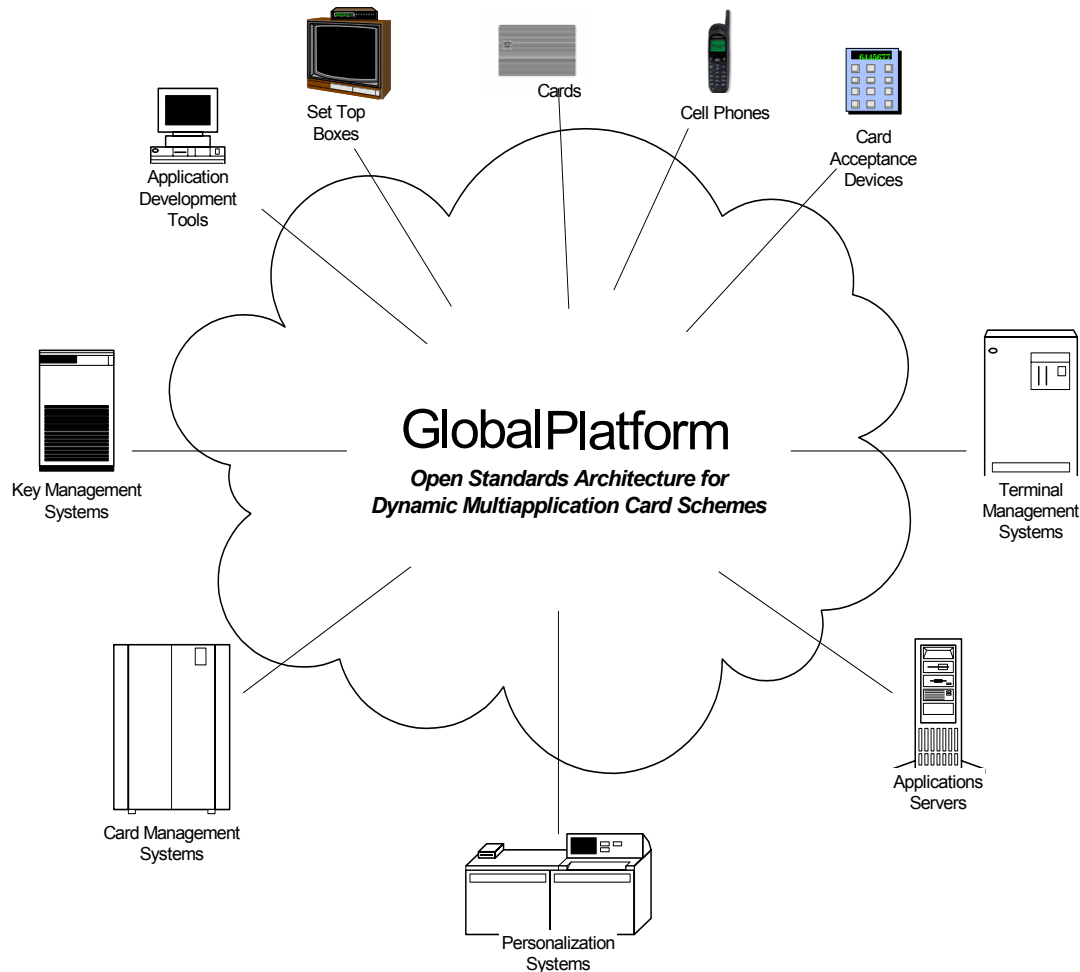 Set Top
Boxes
Cards
Cell Phones
Card
Acceptance
Devices
Application
Development
Tools
GlobalPlatform
Open Standards Architecture for
Dynamic Multiapplication Card Schemes
Key Management
Systems
Terminal
Management
Systems
Card Management
Systems
Applications
Servers
Personalization
Systems